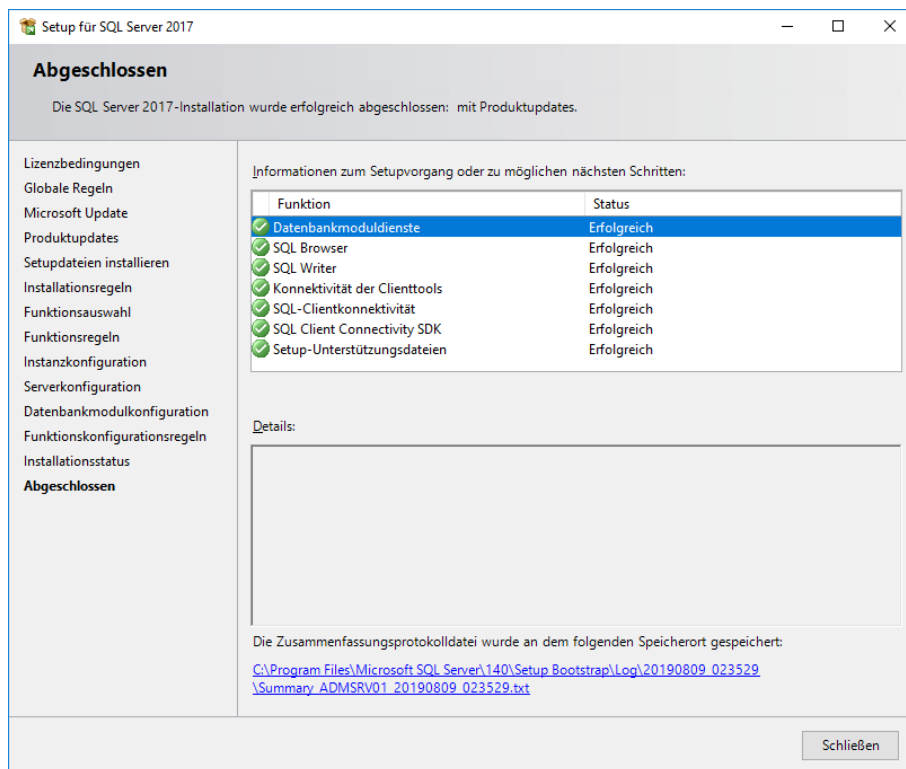 Setup für SQL Server 2017
Abgeschlossen
Die SQL Server 2017-Installation wurde erfolgreich abgeschlossen: mit Produktupdates.
Lizenzbedingungen
Globale Regeln
Microsoft Update
Produktupdates
Setupdateien installieren
Installationsregeln
Funktionsauswahl
Funktionsregeln
Instanzkonfiguration
Serverkonfiguration
Datenbankmodulkonfiguration
Funktionskonfigurationsregeln
Installationsstatus
Abgeschlossen
Informationen zum Setupvorgang oder zu möglichen nächsten Schritten:
Funktion Status
Datenbankmoduldienste Erfolgreich
SQL Browser Erfolgreich
SQL Writer Erfolgreich
Konnektivität der Clienttools Erfolgreich
SQL-Clientkonnektivität Erfolgreich
SQL Client Connectivity SDK Erfolgreich
Setup-Unterstützungsdateien Erfolgreich
Details:
Die Zusammenfassungsprotokolldatei wurde an dem folgenden Speicherort gespeichert:
C:\Program Files\Microsoft SQL Server\140\Setup Bootstrap\Log\20190809_023529
\Summary_ADMSRV01_20190809_023529.txt
Schließen